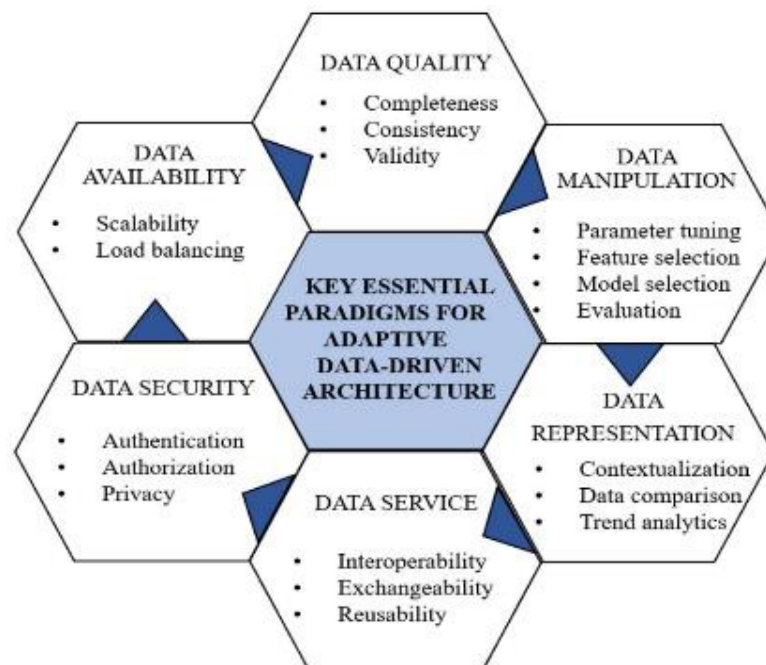 DATA QUALITY
• Completeness
• Consistency
• Validity
DATA
MANIPULATION
• Parameter tuning
• Feature selection
• Model selection
• Evaluation
DATA
REPRESENTATION
• Contextualization
• Data comparison
• Trend analytics
DATA SERVICE
• Interoperability
• Exchangeability
• Reusability
DATA SECURITY
• Authentication
• Authorization
• Privacy
DATA
AVAILABILITY
• Scalability
• Load balancing
KEY ESSENTIAL
PARADIGMS FOR
ADAPTIVE
DATA-DRIVEN
ARCHITECTURE